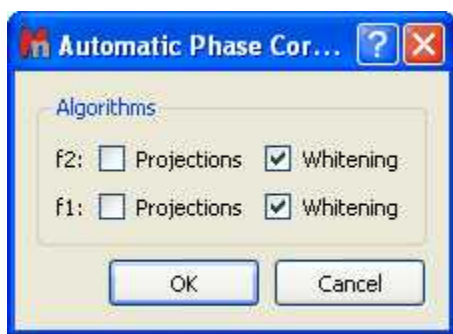 Automatic Phase Cor...
Algorithms
f2: Projections Whitening
f1: Projections Whitening
OK Cancel